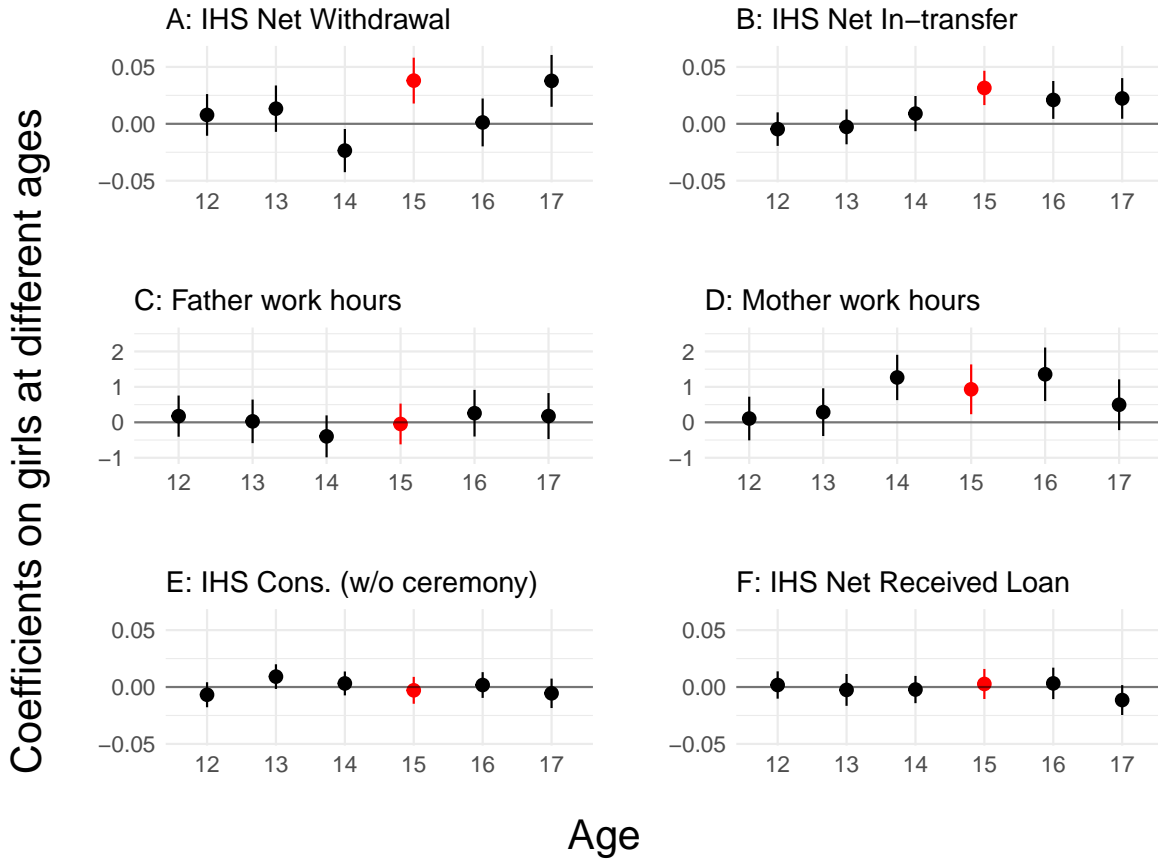 A: IHS Net Withdrawal
0.05
0.00
−0.05
12 13 14 15 16 17
B: IHS Net In−transfer
0.05
0.00
−0.05
12 13 14 15 16 17
C: Father work hours
2
1
0
−1
12 13 14 15 16 17
D: Mother work hours
2
1
0
−1
12 13 14 15 16 17
E: IHS Cons. (w/o ceremony)
0.05
0.00
−0.05
12 13 14 15 16 17
F: IHS Net Received Loan
0.05
0.00
−0.05
12 13 14 15 16 17
Coefficients on girls at different ages
Age